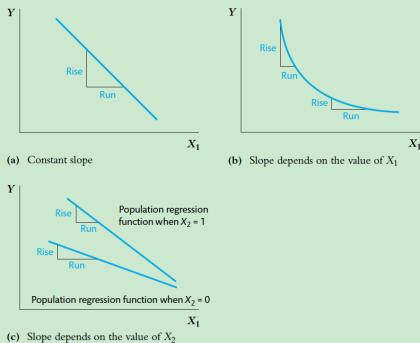 Y
Rise
Run
X₁
(a) Constant slope
Y
Rise
Run
Rise
Run
X₁
(b) Slope depends on the value of X₁
Y
Rise
Run
Population regression
function when X₂ = 1
Rise
Run
Population regression function when X₂ = 0
X₁
(c) Slope depends on the value of X₂